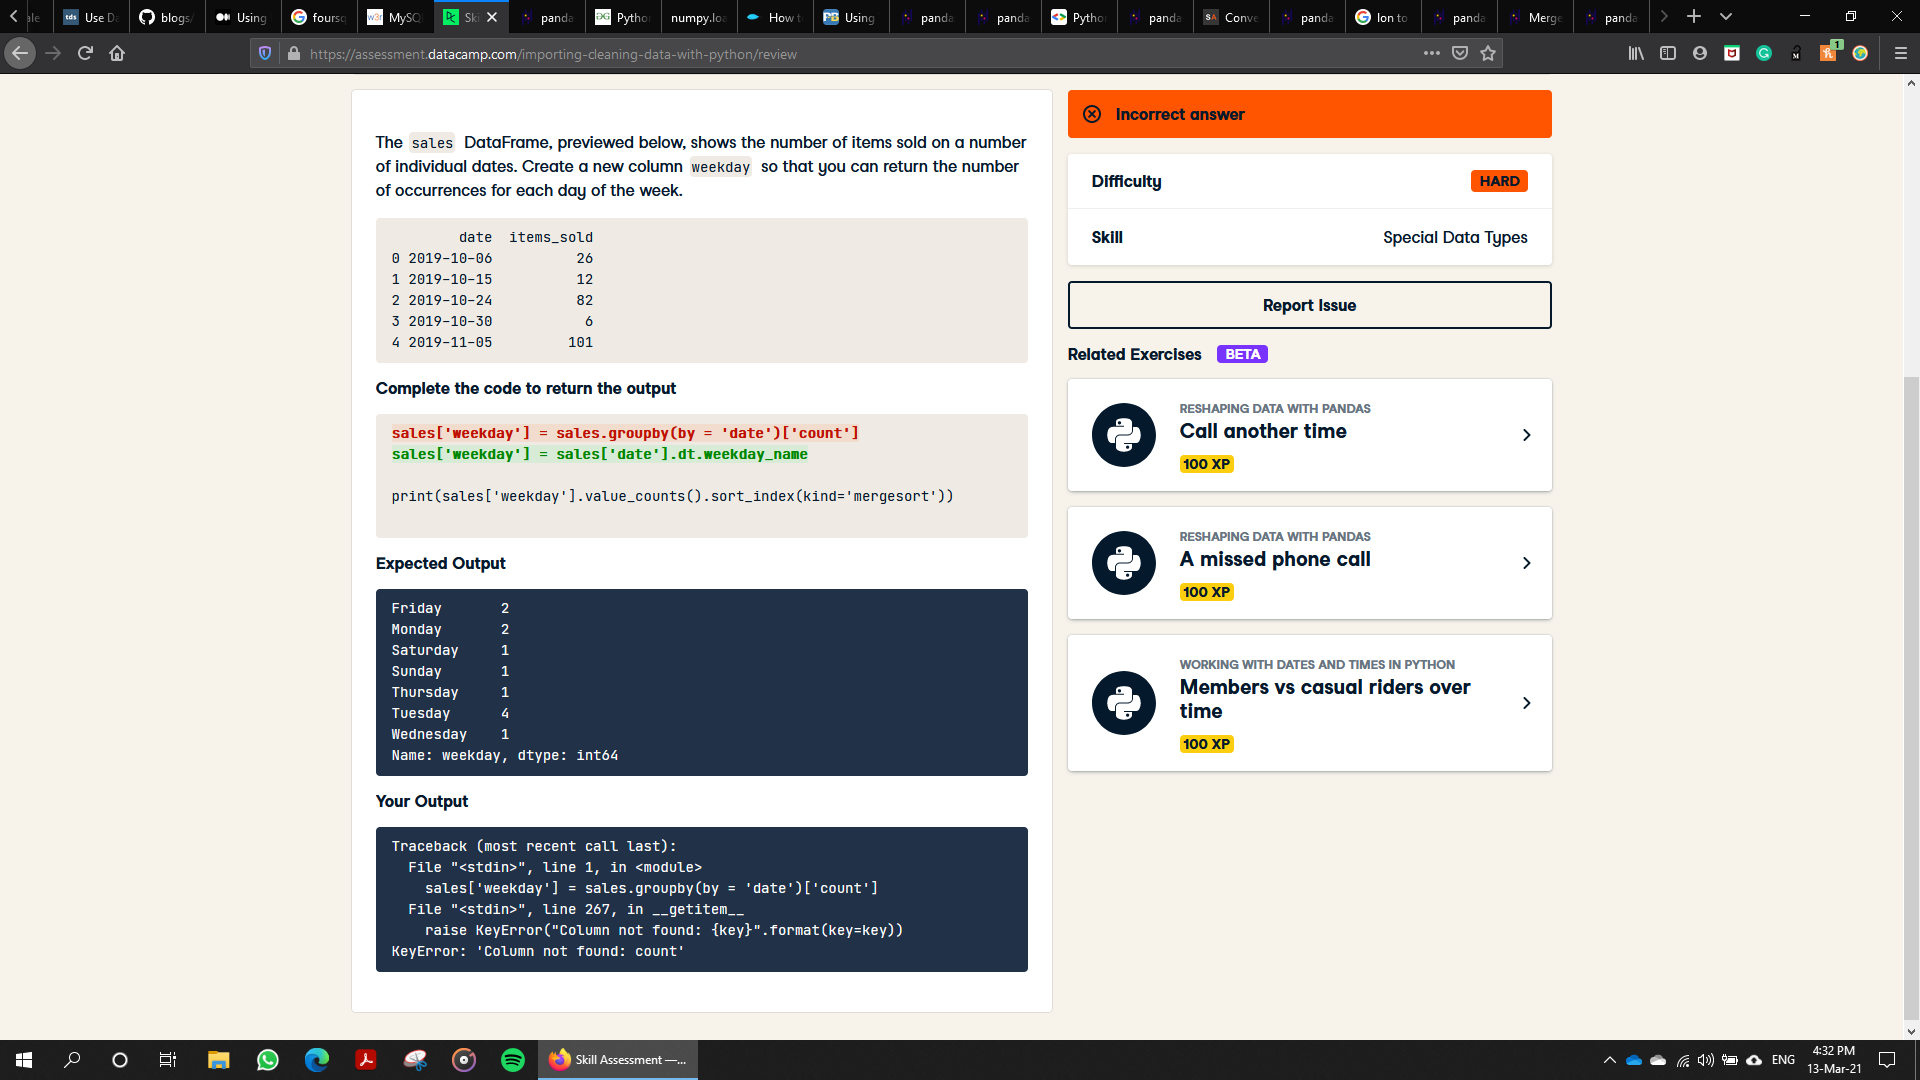 ale
Use Da
blogs/
Using
foursq
MySQ
Ski
panda
Pytho
numpy.loa
How t
Using
panda
panda
Pytho
panda
Conve
panda
lon to
panda
Merge
panda
https://assessment.datacamp.com/importing-cleaning-data-with-python/review
1
The sales DataFrame, previewed below, shows the number of items sold on a number
of individual dates. Create a new column weekday so that you can return the number
of occurrences for each day of the week.
date items_sold
0 2019-10-06 26
1 2019-10-15 12
2 2019-10-24 82
3 2019-10-30 6
4 2019-11-05 101
Complete the code to return the output
sales['weekday'] = sales.groupby(by = 'date')['count']
sales['weekday'] = sales['date'].dt.weekday_name
print(sales['weekday'].value_counts().sort_index(kind='mergesort'))
Expected Output
Friday 2
Monday 2
Saturday 1
Sunday 1
Thursday 1
Tuesday 4
Wednesday 1
Name: weekday, dtype: int64
Your Output
Traceback (most recent call last):
File "<stdin>", line 1, in <module>
sales['weekday'] = sales.groupby(by = 'date')['count']
File "<stdin>", line 267, in __getitem__
raise KeyError("Column not found: {key}".format(key=key))
KeyError: 'Column not found: count'
Incorrect answer
Difficulty HARD
Skill Special Data Types
Report Issue
Related Exercises BETA
RESHAPING DATA WITH PANDAS
Call another time
100 XP
RESHAPING DATA WITH PANDAS
A missed phone call
100 XP
WORKING WITH DATES AND TIMES IN PYTHON
Members vs casual riders over
time
100 XP
Skill Assessment —...
ENG
4:32 PM
13-Mar-21